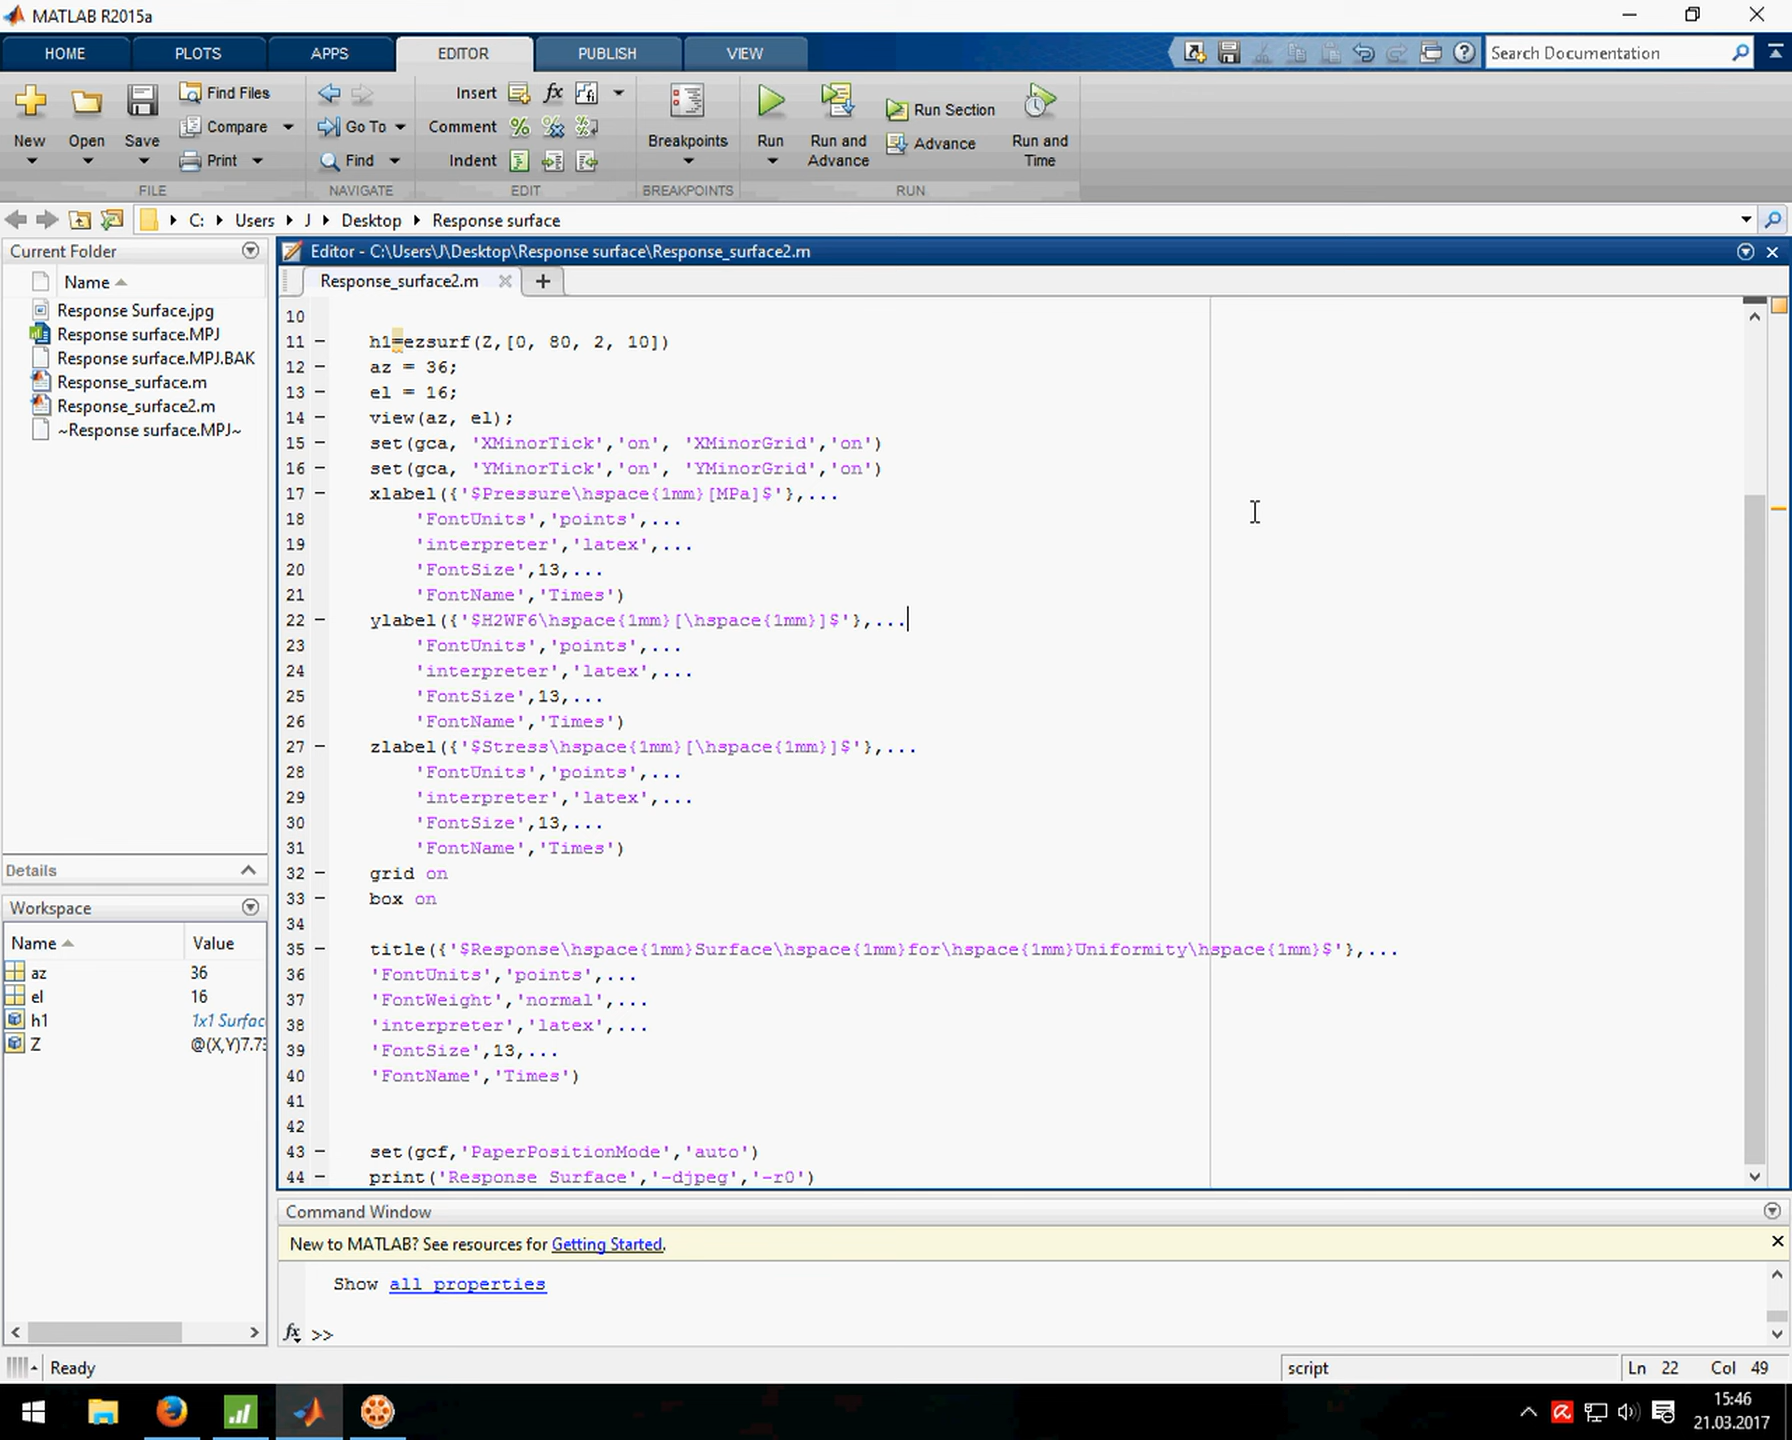 MATLAB R2015a
HOME PLOTS APPS EDITOR PUBLISH VIEW
Search Documentation
New Open Save
Find Files
Compare
Print
FILE
Go To
Find
NAVIGATE
Insert fx
Comment
Indent
EDIT
Breakpoints
BREAKPOINTS
Run
Run and Advance
Run Section
Advance
Run and Time
RUN
C: Users J Desktop Response surface
Current Folder
Name
Response Surface.jpg
Response surface.MPJ
Response surface.MPJ.BAK
Response_surface.m
Response_surface2.m
~Response surface.MPJ~
Details
Workspace
Name Value
az 36
el 16
h1 1x1 Surfac
Z @(X,Y)7.73
Editor - C:\Users\J\Desktop\Response surface\Response_surface2.m
Response_surface2.m
10
11 - h1=ezsurf(Z,[0, 80, 2, 10])
12 - az = 36;
13 - el = 16;
14 - view(az, el);
15 - set(gca, 'XMinorTick','on', 'XMinorGrid','on')
16 - set(gca, 'YMinorTick','on', 'YMinorGrid','on')
17 - xlabel({'$Pressure\hspace{1mm}[MPa]$'},...
18 'FontUnits','points',...
19 'interpreter','latex',...
20 'FontSize',13,...
21 'FontName','Times')
22 - ylabel({'$H2WF6\hspace{1mm}[\hspace{1mm}]$'},...
23 'FontUnits','points',...
24 'interpreter','latex',...
25 'FontSize',13,...
26 'FontName','Times')
27 - zlabel({'$Stress\hspace{1mm}[\hspace{1mm}]$'},...
28 'FontUnits','points',...
29 'interpreter','latex',...
30 'FontSize',13,...
31 'FontName','Times')
32 - grid on
33 - box on
34
35 - title({'$Response\hspace{1mm}Surface\hspace{1mm}for\hspace{1mm}Uniformity\hspace{1mm}$'},...
36 'FontUnits','points',...
37 'FontWeight','normal',...
38 'interpreter','latex',...
39 'FontSize',13,...
40 'FontName','Times')
41
42
43 - set(gcf,'PaperPositionMode','auto')
44 - print('Response Surface','-djpeg','-r0')
Command Window
New to MATLAB? See resources for Getting Started.
Show all properties
fx >>
Ready
script
Ln 22 Col 49
15:46
21.03.2017